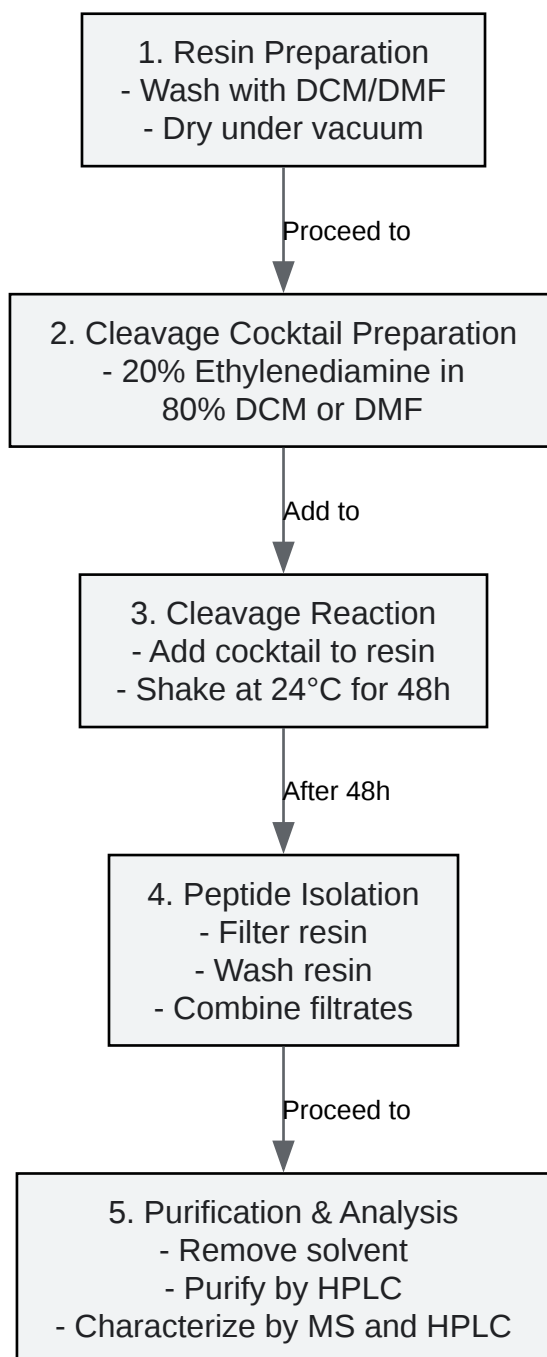 1. Resin Preparation
- Wash with DCM/DMF
- Dry under vacuum
Proceed to
2. Cleavage Cocktail Preparation
- 20% Ethylenediamine in
80% DCM or DMF
Add to
3. Cleavage Reaction
- Add cocktail to resin
- Shake at 24°C for 48h
After 48h
4. Peptide Isolation
- Filter resin
- Wash resin
- Combine filtrates
Proceed to
5. Purification & Analysis
- Remove solvent
- Purify by HPLC
- Characterize by MS and HPLC